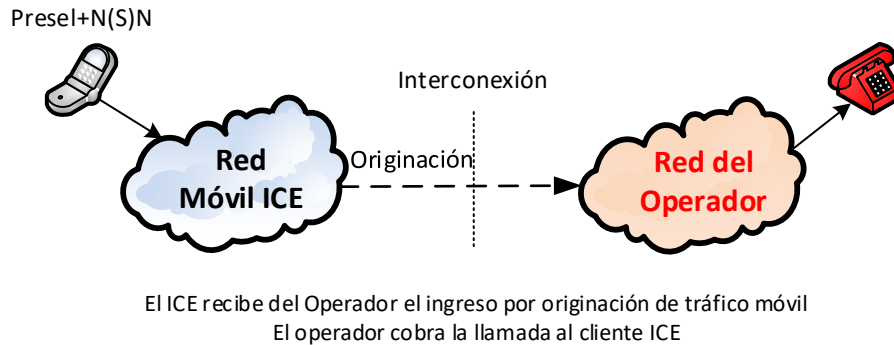 Presel+N(S)N
Interconexión
Red
Móvil ICE
Originación
Red del
Operador
El ICE recibe del Operador el ingreso por originación de tráfico móvil
El operador cobra la llamada al cliente ICE